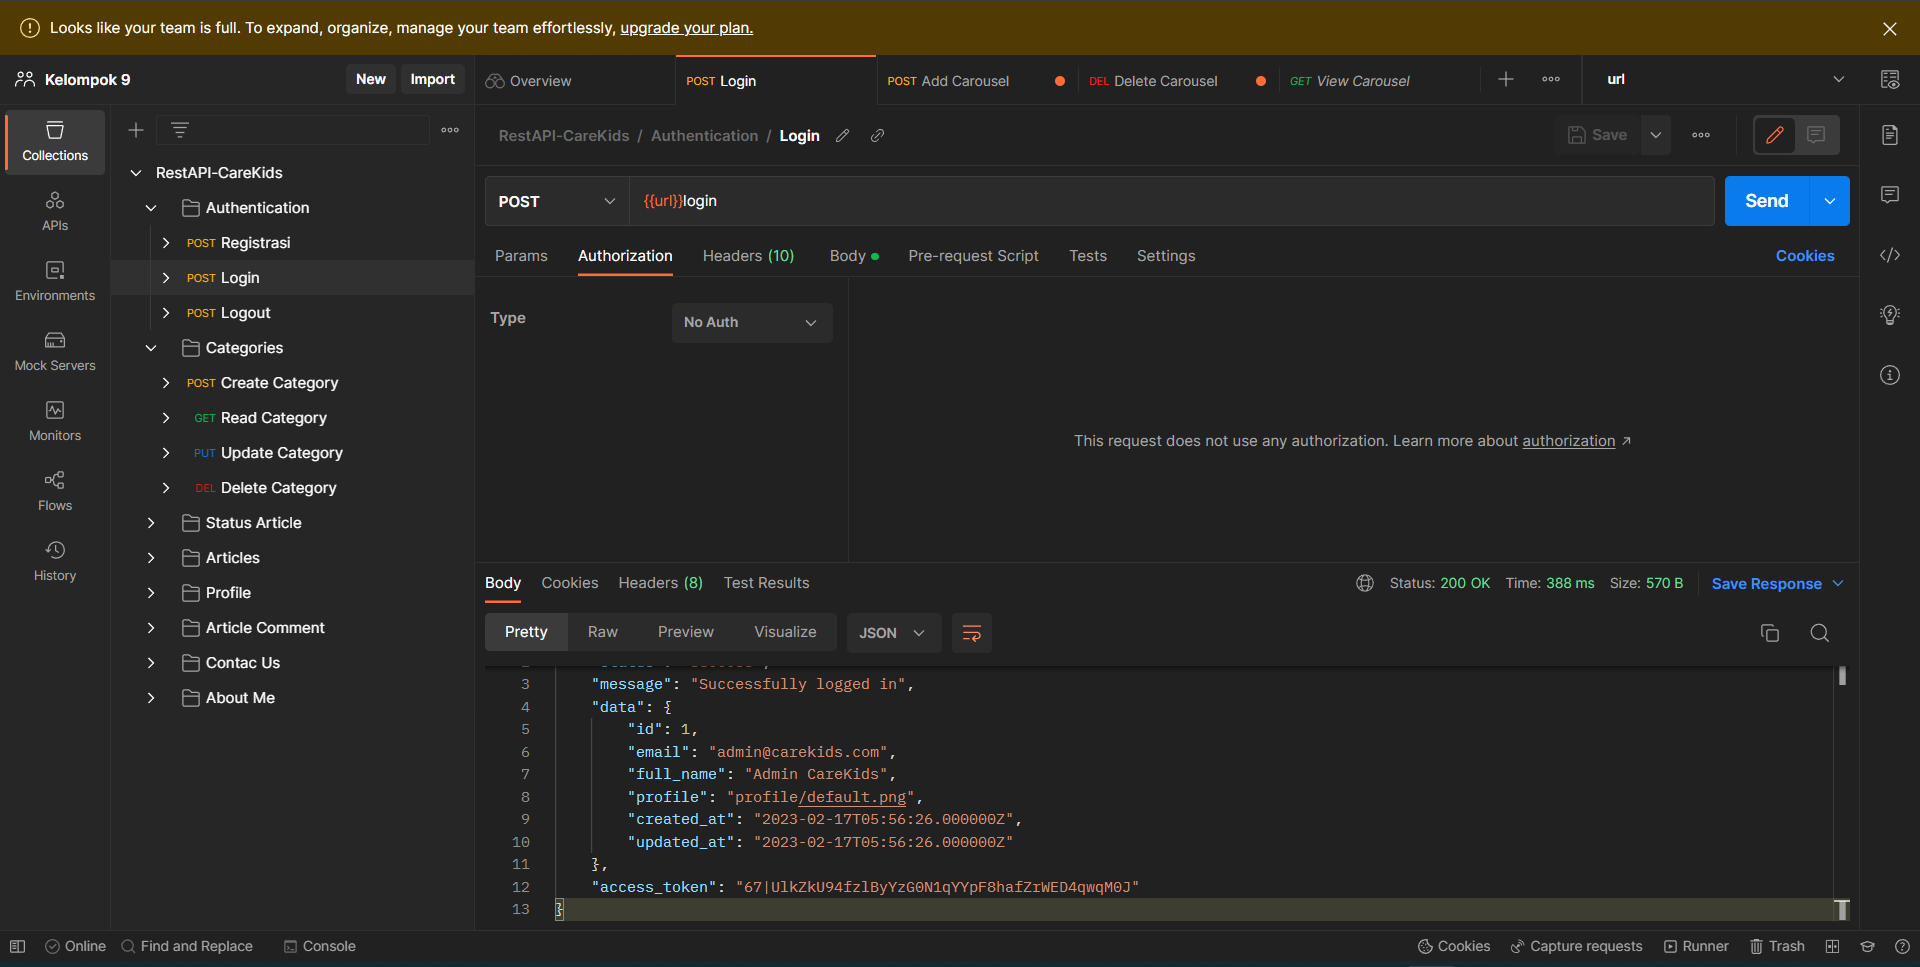 Looks like your team is full. To expand, organize, manage your team effortlessly, upgrade your plan.
Kelompok 9
New
Import
Overview
POST Login
POST Add Carousel
DEL Delete Carousel
GET View Carousel
url
Collections
APIs
Environments
Mock Servers
Monitors
Flows
History
RestAPI-CareKids
Authentication
POST Registrasi
POST Login
POST Logout
Categories
POST Create Category
GET Read Category
PUT Update Category
DEL Delete Category
Status Article
Articles
Profile
Article Comment
Contac Us
About Me
RestAPI-CareKids / Authentication / Login
Save
POST
{{url}}login
Send
Params Authorization Headers (10) Body Pre-request Script Tests Settings
Cookies
Type
No Auth
This request does not use any authorization. Learn more about authorization ↗
Body Cookies Headers (8) Test Results
Status: 200 OK Time: 388 ms Size: 570 B
Save Response
Pretty Raw Preview Visualize
JSON
3 "message": "Successfully logged in",
4 "data": {
5 "id": 1,
6 "email": "admin@carekids.com",
7 "full_name": "Admin CareKids",
8 "profile": "profile/default.png",
9 "created_at": "2023-02-17T05:56:26.000000Z",
10 "updated_at": "2023-02-17T05:56:26.000000Z"
11 },
12 "access_token": "67|UlkZkU94fzlByYzG0N1qYYpF8hafZrWED4qwqM0J"
13 }
Online
Find and Replace
Console
Cookies
Capture requests
Runner
Trash